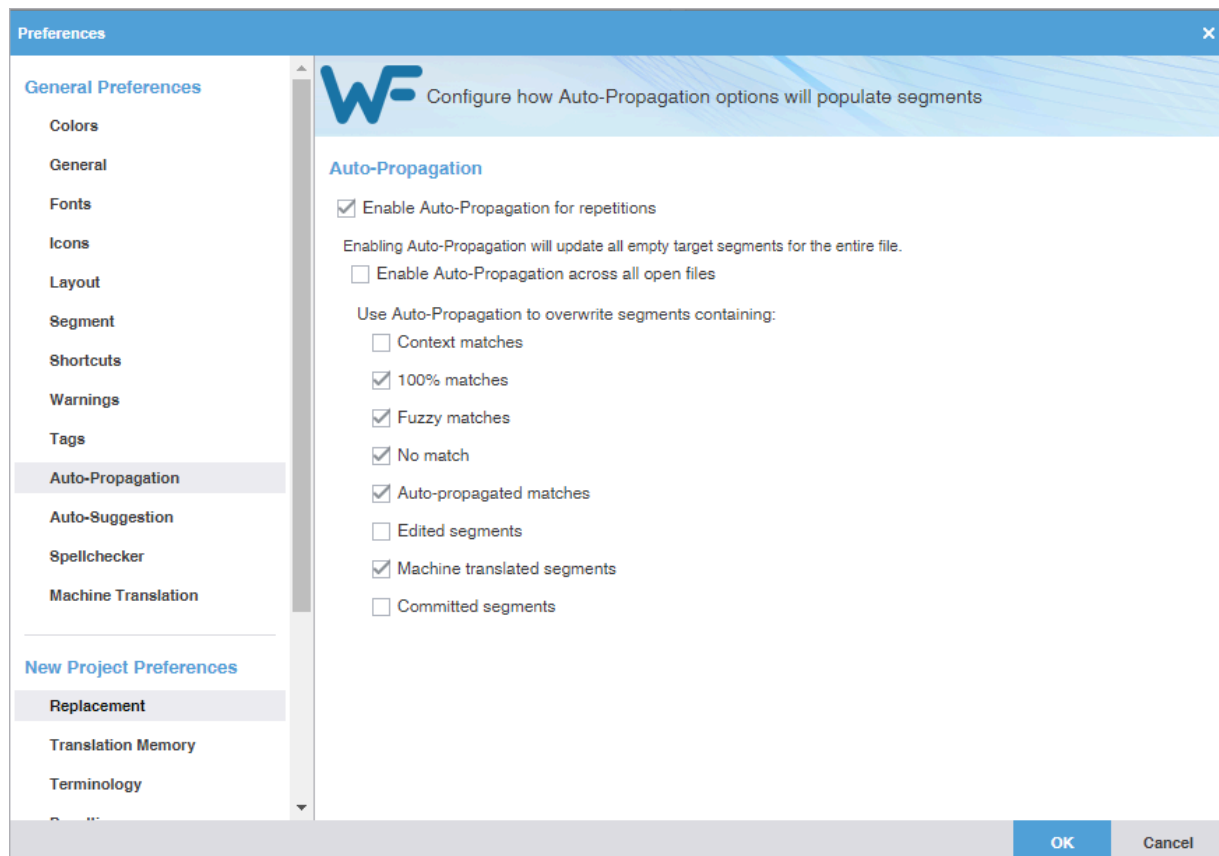 Preferences
General Preferences
Colors
General
Fonts
Icons
Layout
Segment
Shortcuts
Warnings
Tags
Auto-Propagation
Auto-Suggestion
Spellchecker
Machine Translation
New Project Preferences
Replacement
Translation Memory
Terminology
WF
Configure how Auto-Propagation options will populate segments
Auto-Propagation
Enable Auto-Propagation for repetitions
Enabling Auto-Propagation will update all empty target segments for the entire file.
Enable Auto-Propagation across all open files
Use Auto-Propagation to overwrite segments containing:
Context matches
100% matches
Fuzzy matches
No match
Auto-propagated matches
Edited segments
Machine translated segments
Committed segments
OK
Cancel